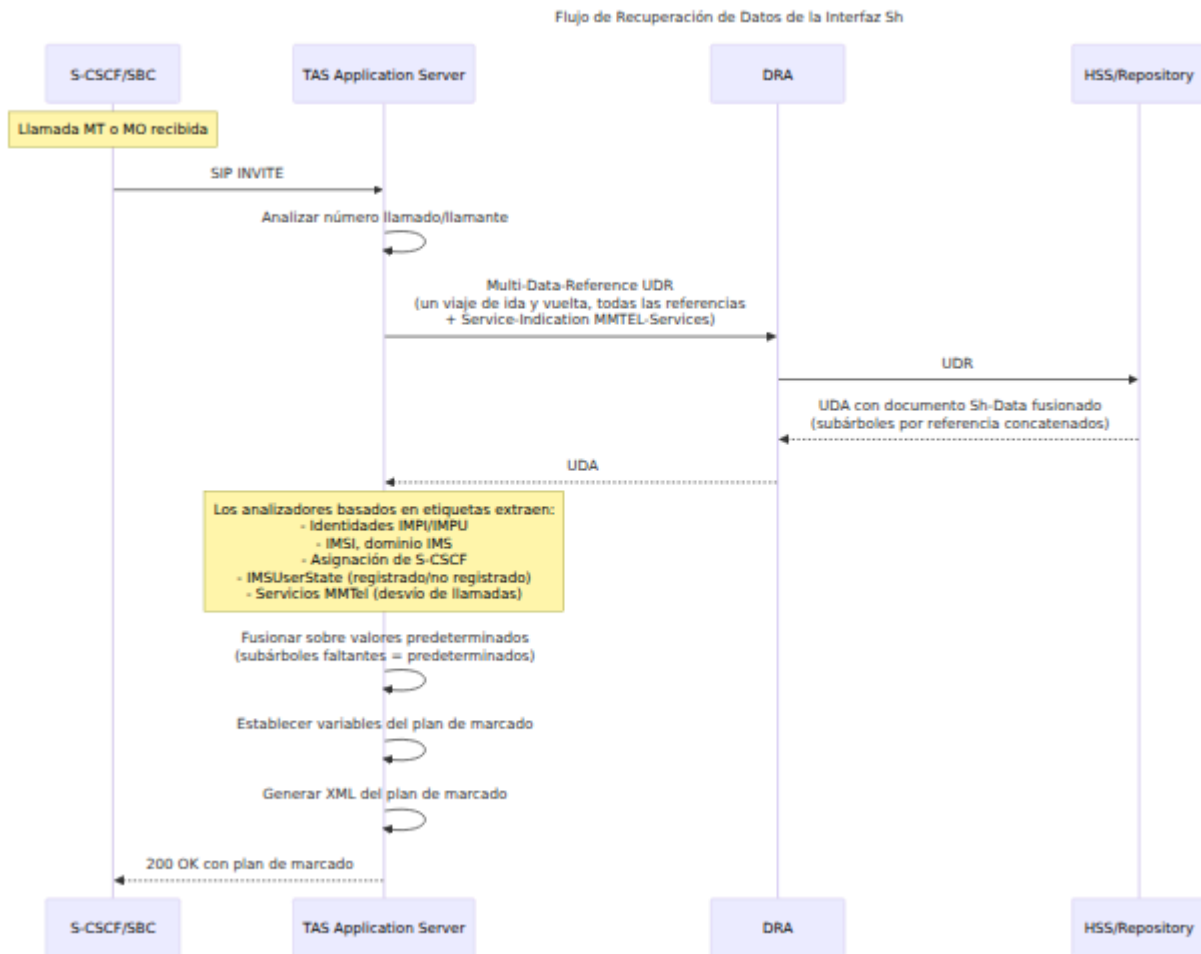 Flujo de Recuperación de Datos de la Interfaz Sh
S-CSCF/SBC
TAS Application Server
DRA
HSS/Repository
Llamada MT o MO recibida
SIP INVITE
Analizar número llamado/llamante
Multi-Data-Reference UDR
(un viaje de ida y vuelta, todas las referencias
+ Service-Indication MMTEL-Services)
UDR
UDA con documento Sh-Data fusionado
(subárboles por referencia concatenados)
UDA
Los analizadores basados en etiquetas extraen:
- Identidades IMPI/IMPU
- IMSI, dominio IMS
- Asignación de S-CSCF
- IMSUserState (registrado/no registrado)
- Servicios MMTel (desvío de llamadas)
Fusionar sobre valores predeterminados
(subárboles faltantes = predeterminados)
Establecer variables del plan de marcado
Generar XML del plan de marcado
200 OK con plan de marcado
S-CSCF/SBC
TAS Application Server
DRA
HSS/Repository